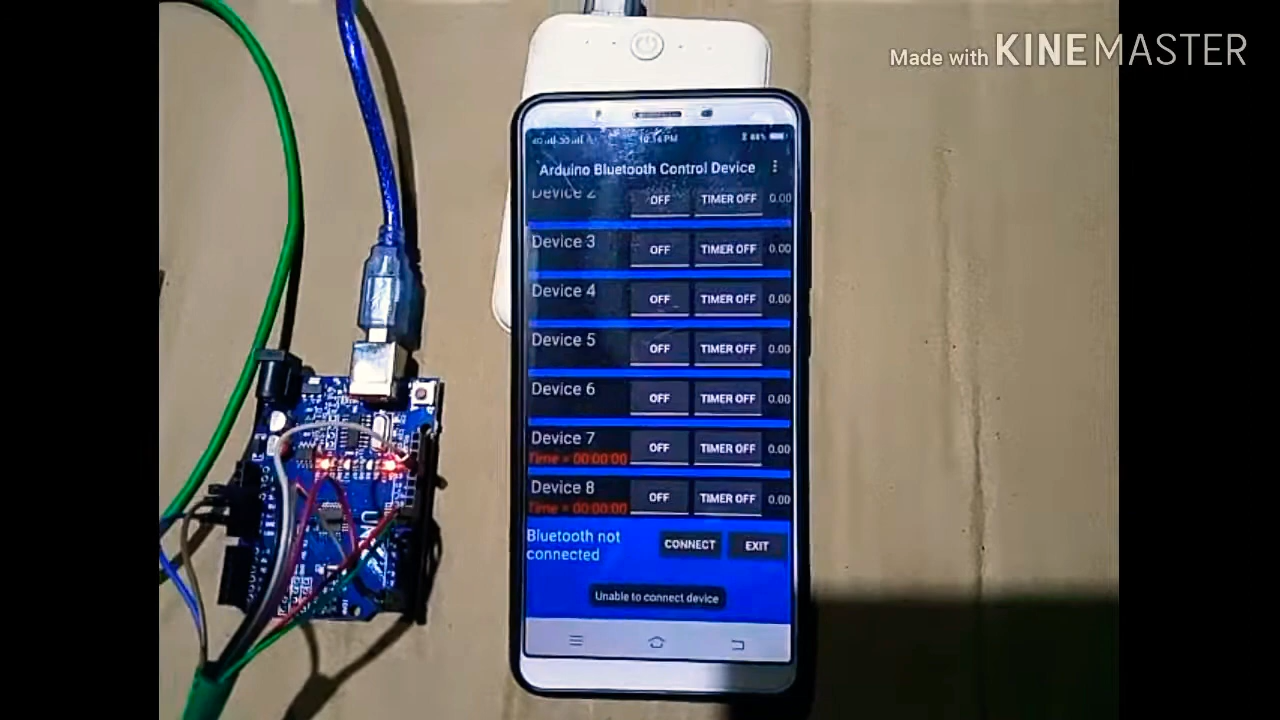 Made with KINEMASTER
10:14 PM
Arduino Bluetooth Control Device
Device 2 OFF TIMER OFF 0.00
Device 3 OFF TIMER OFF 0.00
Device 4 OFF TIMER OFF 0.00
Device 5 OFF TIMER OFF 0.00
Device 6 OFF TIMER OFF 0.00
Device 7 OFF TIMER OFF 0.00
Time = 00:00:00
Device 8 OFF TIMER OFF 0.00
Time = 00:00:00
Bluetooth not
connected CONNECT EXIT
Unable to connect device